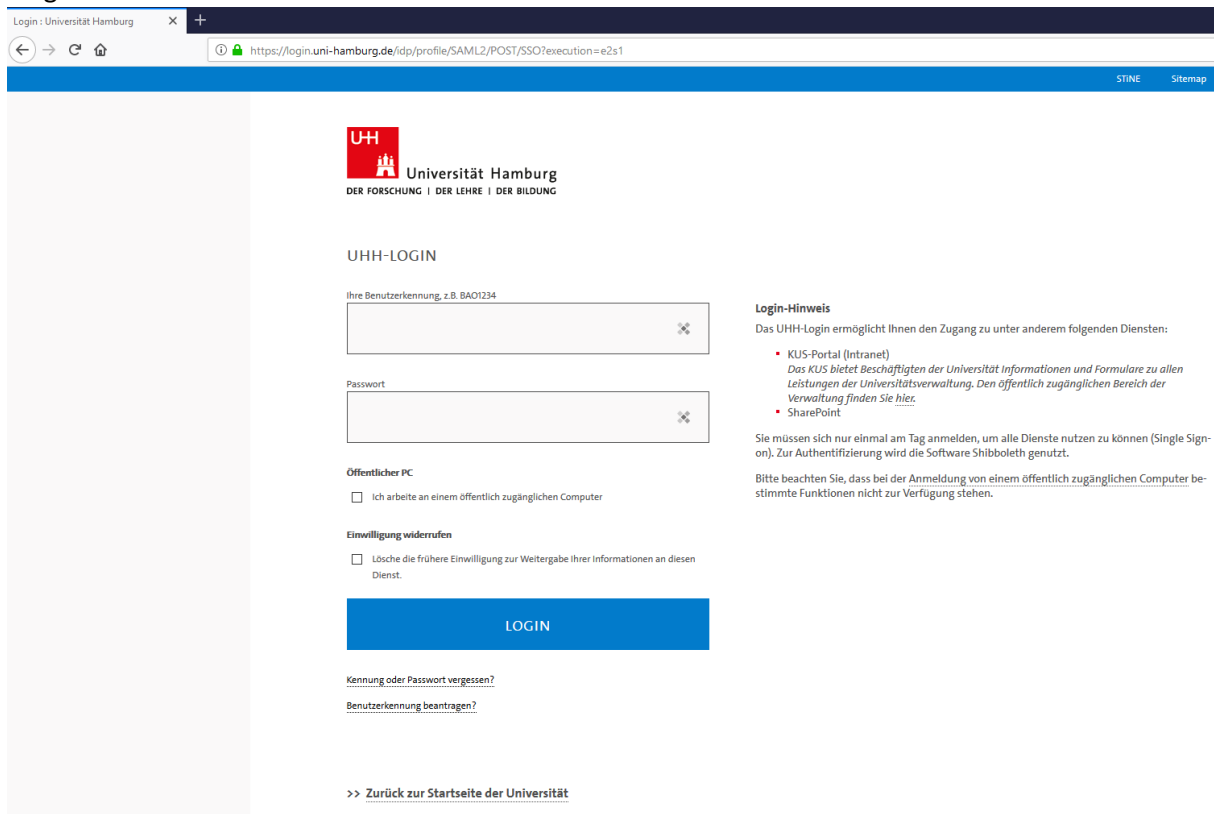 Login : Universität Hamburg
https://login.uni-hamburg.de/idp/profile/SAML2/POST/SSO?execution=e2s1
STiNE Sitemap
UHH
Universität Hamburg
DER FORSCHUNG | DER LEHRE | DER BILDUNG
UHH-LOGIN
Ihre Benutzerkennung, z.B. BAO1234
Passwort
Öffentlicher PC
Ich arbeite an einem öffentlich zugänglichen Computer
Einwilligung widerrufen
Lösche die frühere Einwilligung zur Weitergabe Ihrer Informationen an diesen
Dienst.
LOGIN
Kennung oder Passwort vergessen?
Benutzerkennung beantragen?
>> Zurück zur Startseite der Universität
Login-Hinweis
Das UHH-Login ermöglicht Ihnen den Zugang zu unter anderem folgenden Diensten:
KUS-Portal (Intranet)
Das KUS bietet Beschäftigten der Universität Informationen und Formulare zu allen
Leistungen der Universitätsverwaltung. Den öffentlich zugänglichen Bereich der
Verwaltung finden Sie hier.
SharePoint
Sie müssen sich nur einmal am Tag anmelden, um alle Dienste nutzen zu können (Single Sign-
on). Zur Authentifizierung wird die Software Shibboleth genutzt.
Bitte beachten Sie, dass bei der Anmeldung von einem öffentlich zugänglichen Computer be-
stimmte Funktionen nicht zur Verfügung stehen.